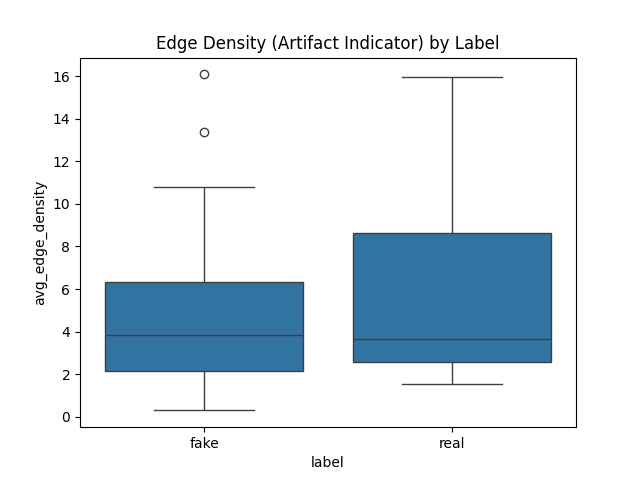 Edge Density (Artifact Indicator) by Label
avg_edge_density
16
14
12
10
8
6
4
2
0
fake
real
label